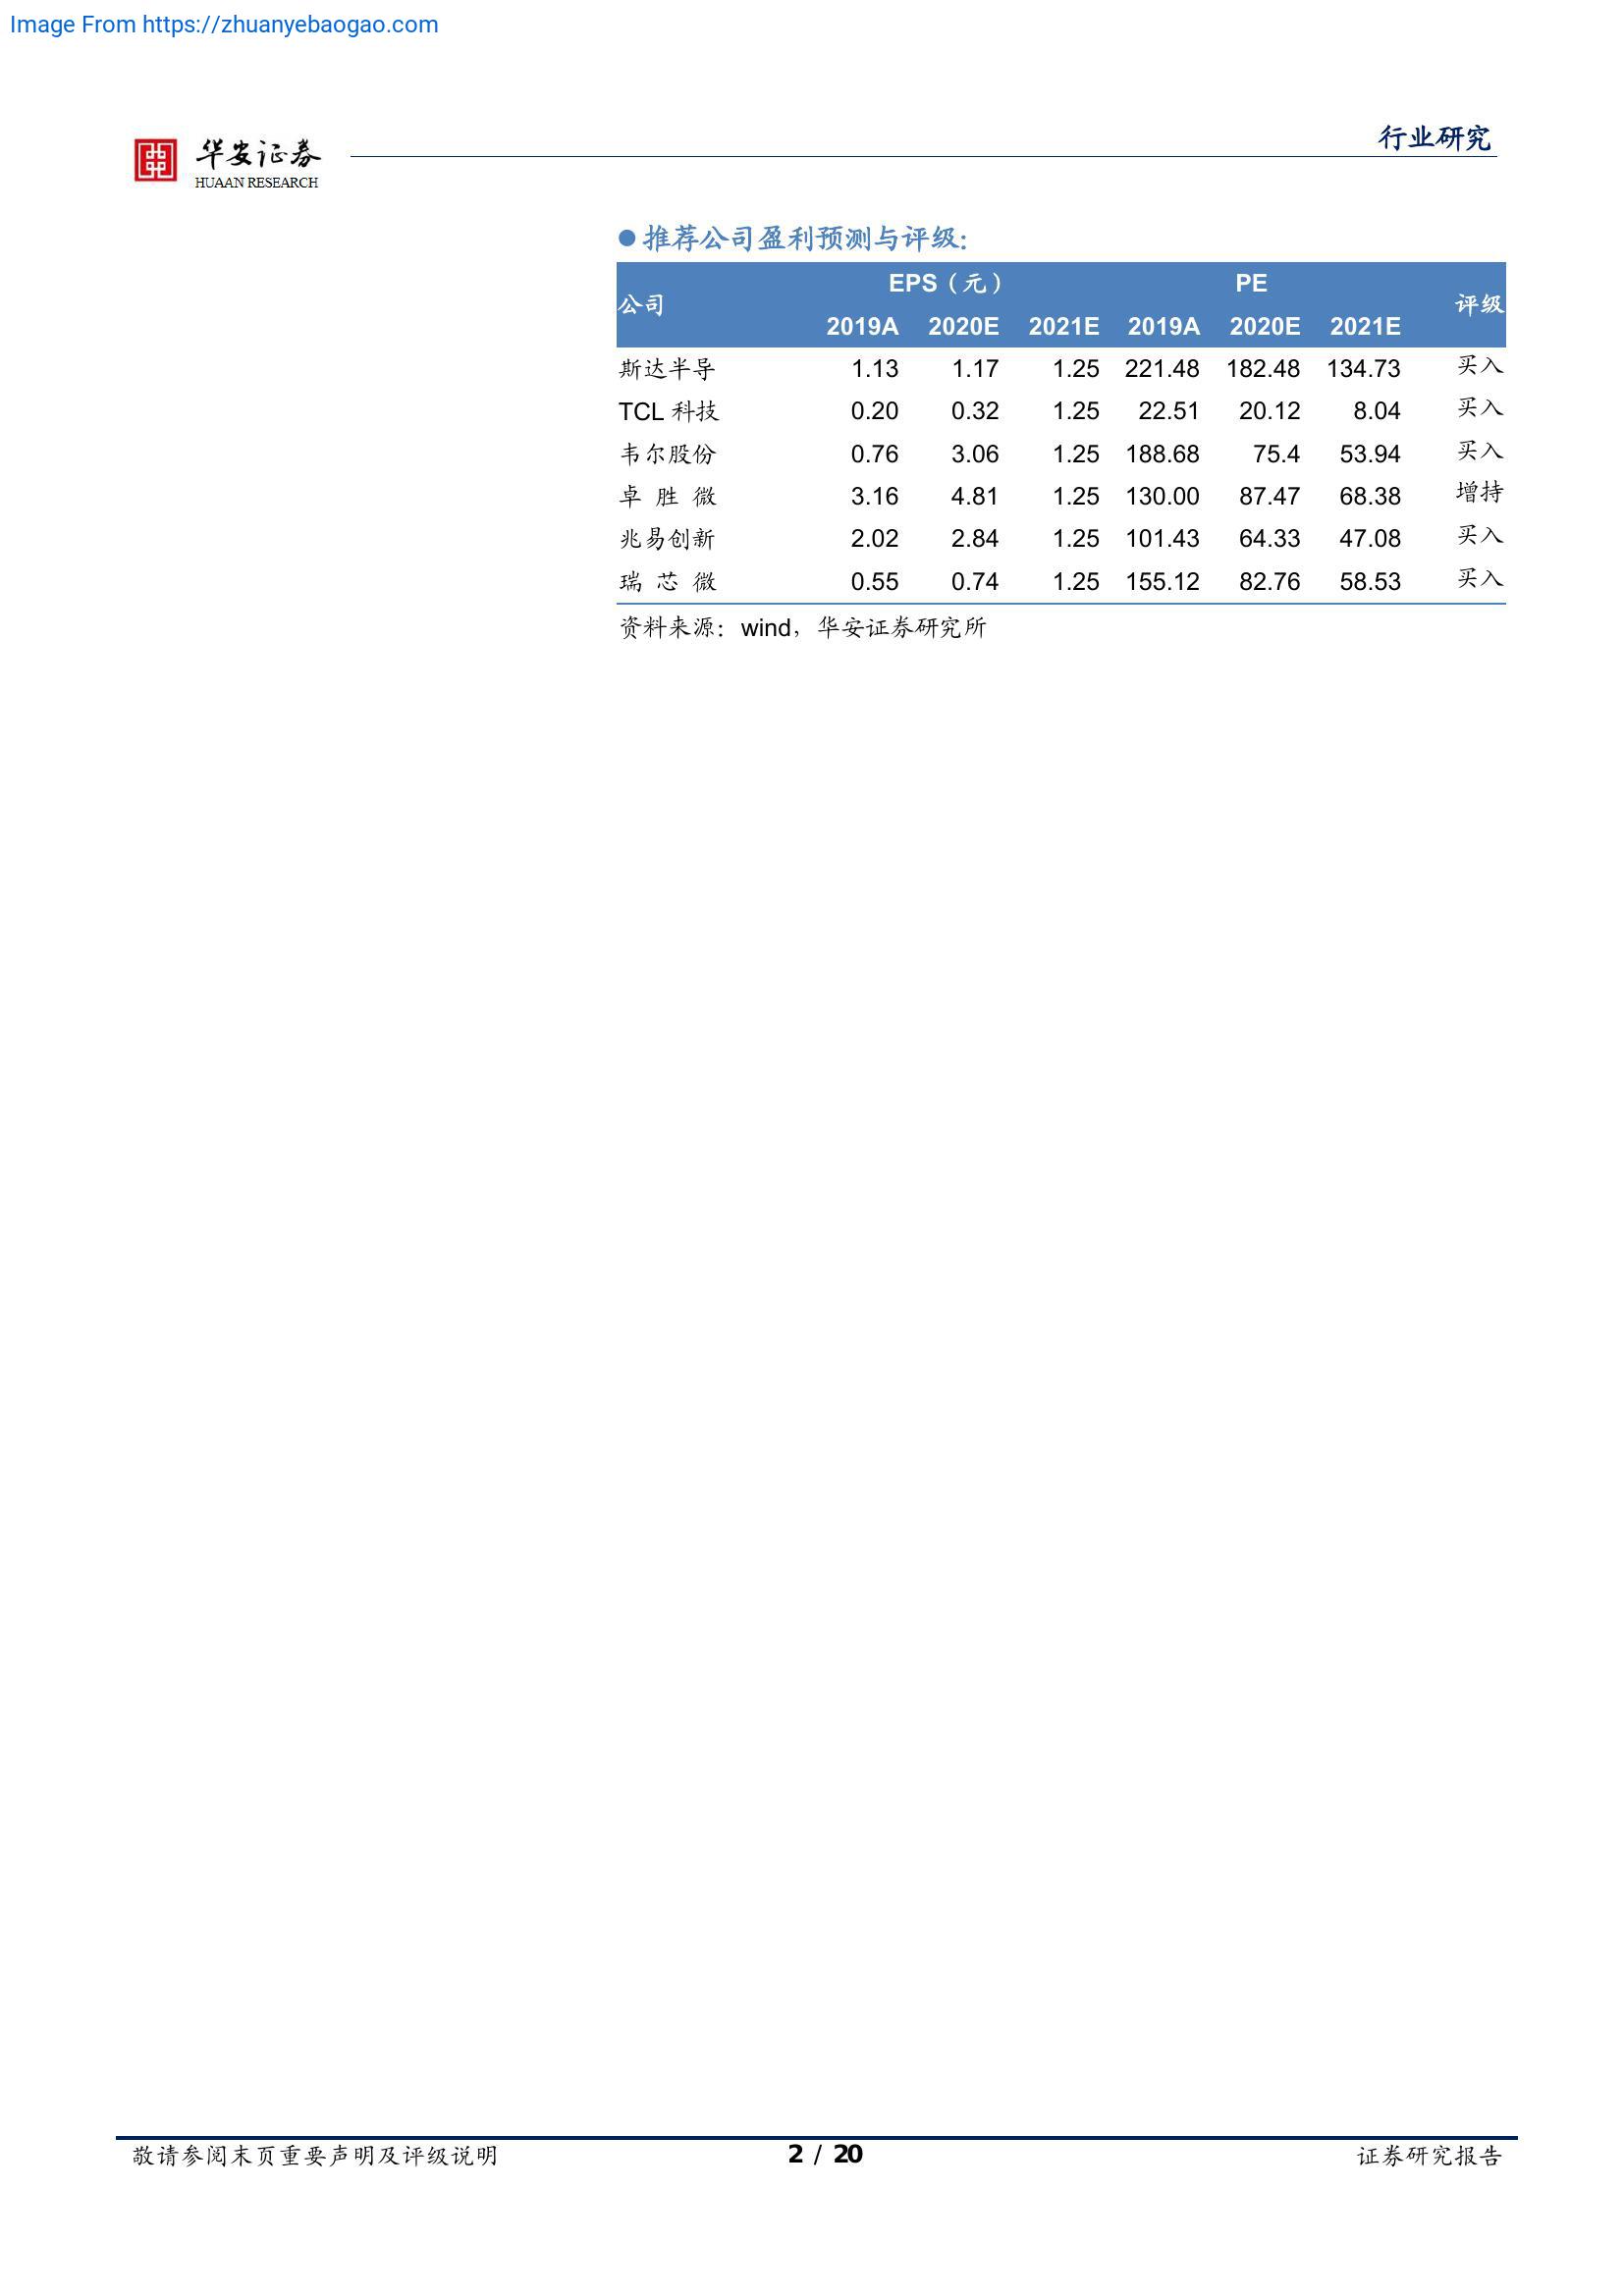 Image From https://zhuanyebaogao.com
华安证券
HUAAN RESEARCH
行业研究
推荐公司盈利预测与评级:
公司 EPS（元） PE 评级
2019A 2020E 2021E 2019A 2020E 2021E
斯达半导 1.13 1.17 1.25 221.48 182.48 134.73 买入
TCL 科技 0.20 0.32 1.25 22.51 20.12 8.04 买入
韦尔股份 0.76 3.06 1.25 188.68 75.4 53.94 买入
卓 胜 微 3.16 4.81 1.25 130.00 87.47 68.38 增持
兆易创新 2.02 2.84 1.25 101.43 64.33 47.08 买入
瑞 芯 微 0.55 0.74 1.25 155.12 82.76 58.53 买入
资料来源：wind，华安证券研究所
敬请参阅末页重要声明及评级说明 2 / 20 证券研究报告